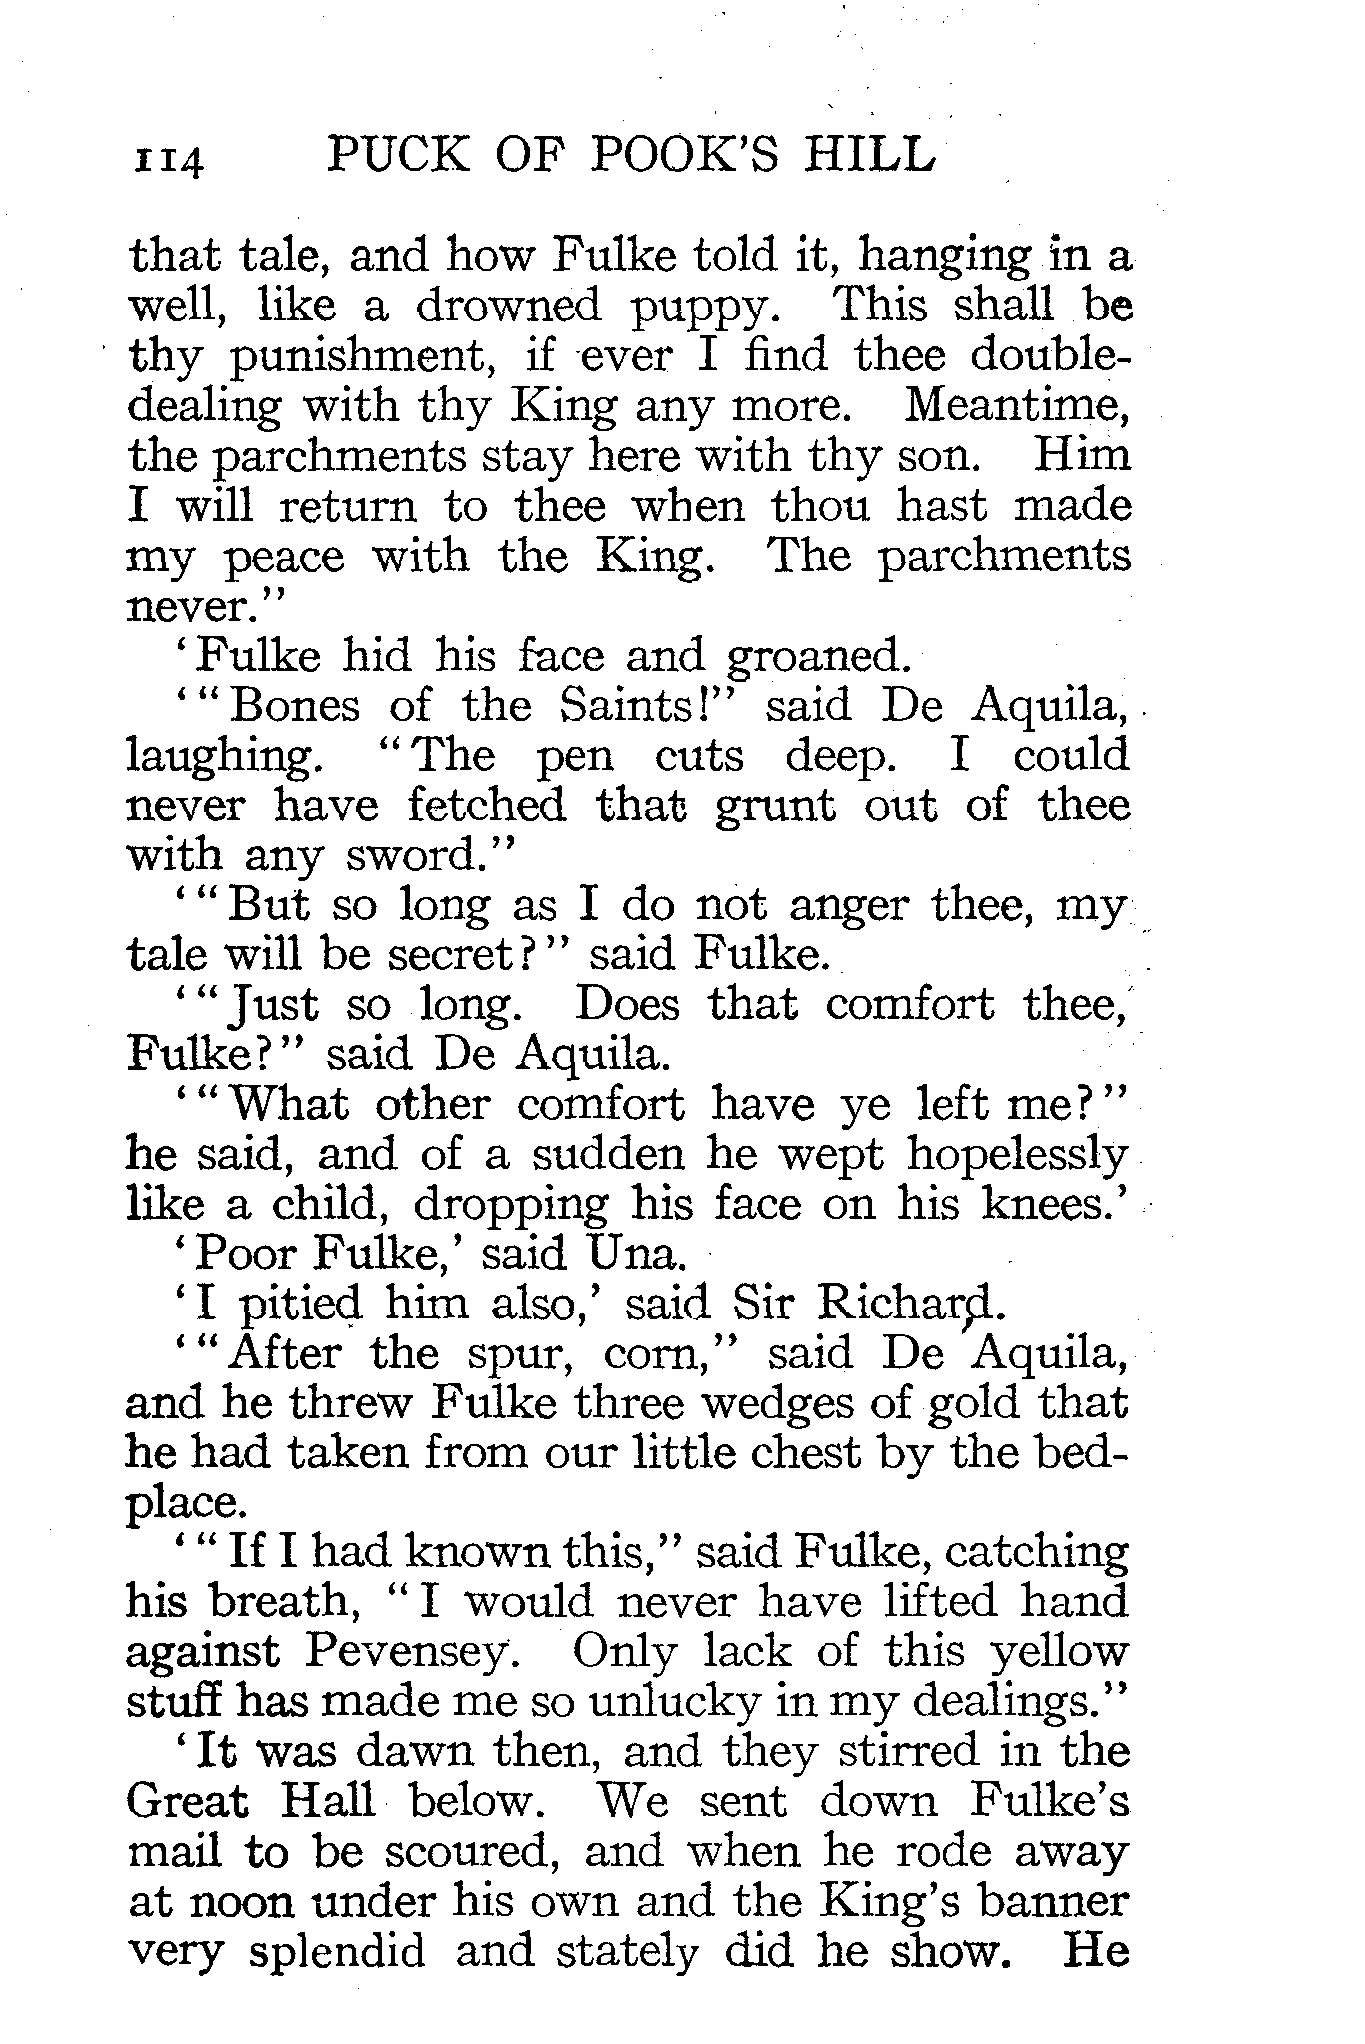 114 PUCK OF POOK'S HILL
that tale, and how Fulke told it, hanging in a
well, like a drowned puppy. This shall be
thy punishment, if ever I find thee double-
dealing with thy King any more. Meantime,
the parchments stay here with thy son. Him
I will return to thee when thou hast made
my peace with the King. The parchments
never.”
‘Fulke hid his face and groaned.
‘“Bones of the Saints!” said De Aquila,
laughing. “The pen cuts deep. I could
never have fetched that grunt out of thee
with any sword.”
‘“But so long as I do not anger thee, my
tale will be secret?” said Fulke.
‘“Just so long. Does that comfort thee,
Fulke?” said De Aquila.
‘“What other comfort have ye left me?”
he said, and of a sudden he wept hopelessly
like a child, dropping his face on his knees.’
‘Poor Fulke,’ said Una.
‘I pitied him also,’ said Sir Richard.
‘“After the spur, corn,” said De Aquila,
and he threw Fulke three wedges of gold that
he had taken from our little chest by the bed-
place.
‘“If I had known this,” said Fulke, catching
his breath, “I would never have lifted hand
against Pevensey. Only lack of this yellow
stuff has made me so unlucky in my dealings.”
‘It was dawn then, and they stirred in the
Great Hall below. We sent down Fulke’s
mail to be scoured, and when he rode away
at noon under his own and the King’s banner
very splendid and stately did he show. He